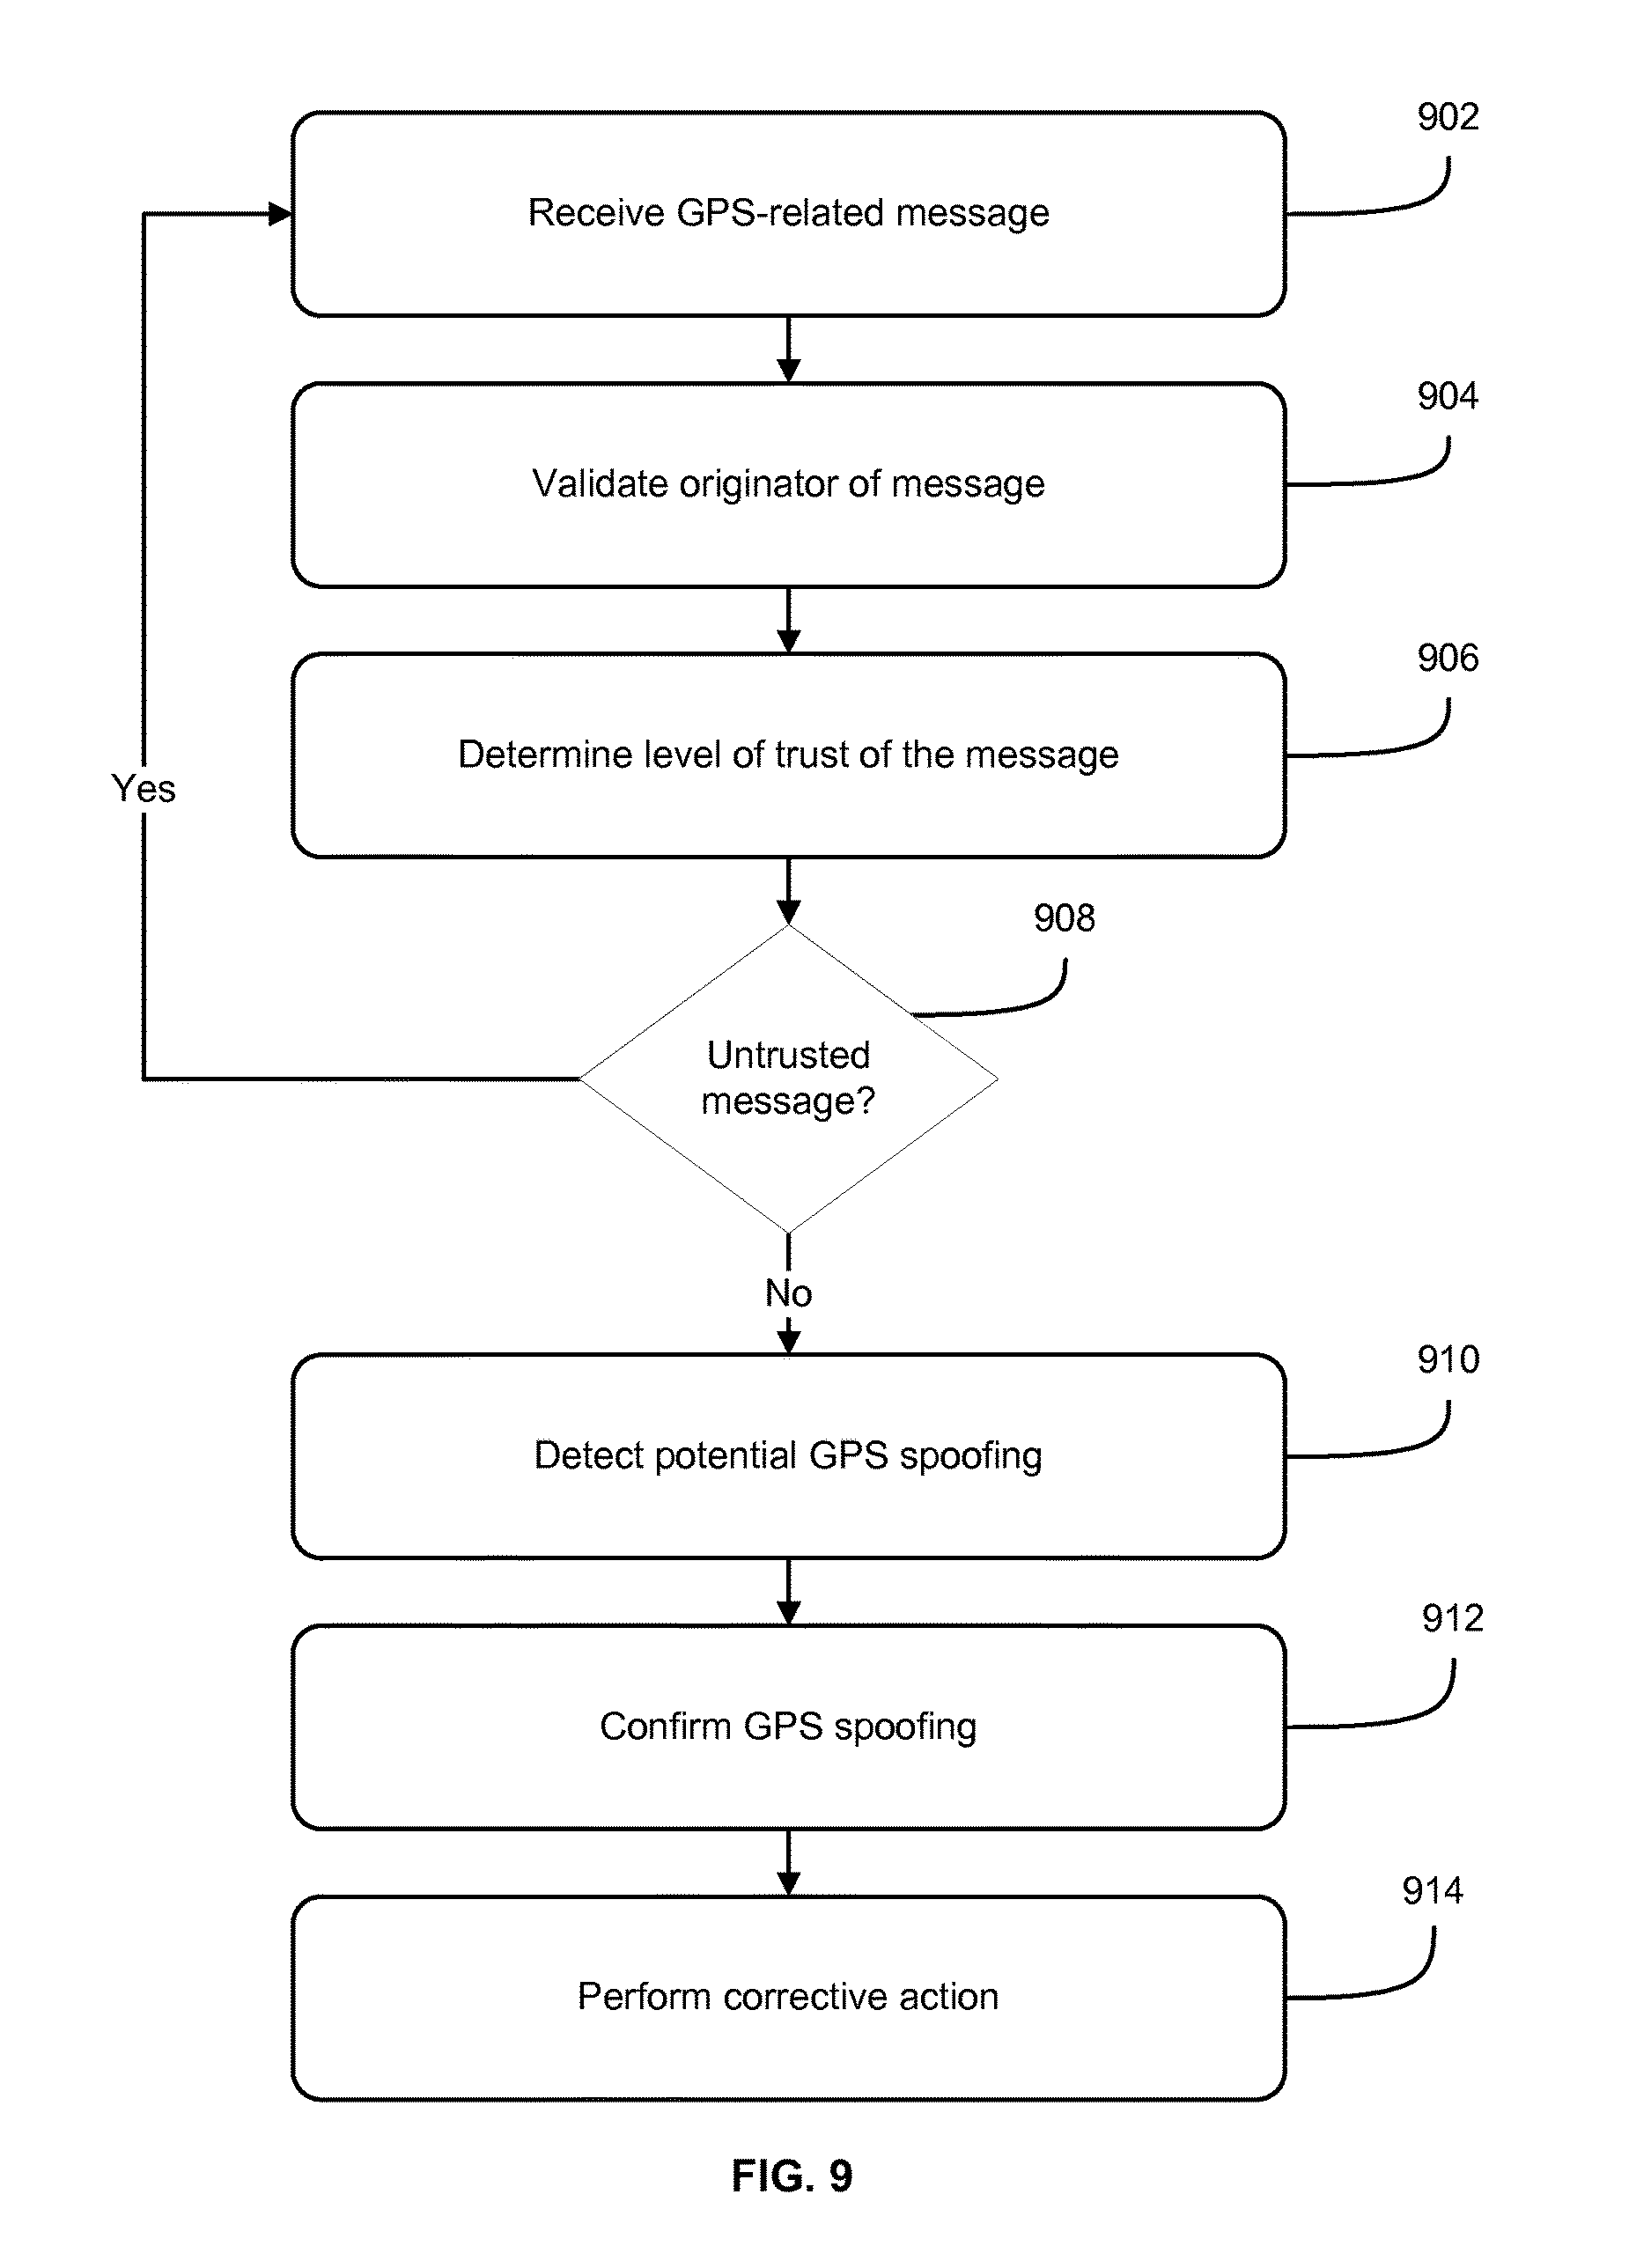 902
Receive GPS-related message
904
Validate originator of message
906
Determine level of trust of the message
Yes
908
Untrusted
message?
No
910
Detect potential GPS spoofing
912
Confirm GPS spoofing
914
Perform corrective action
FIG. 9